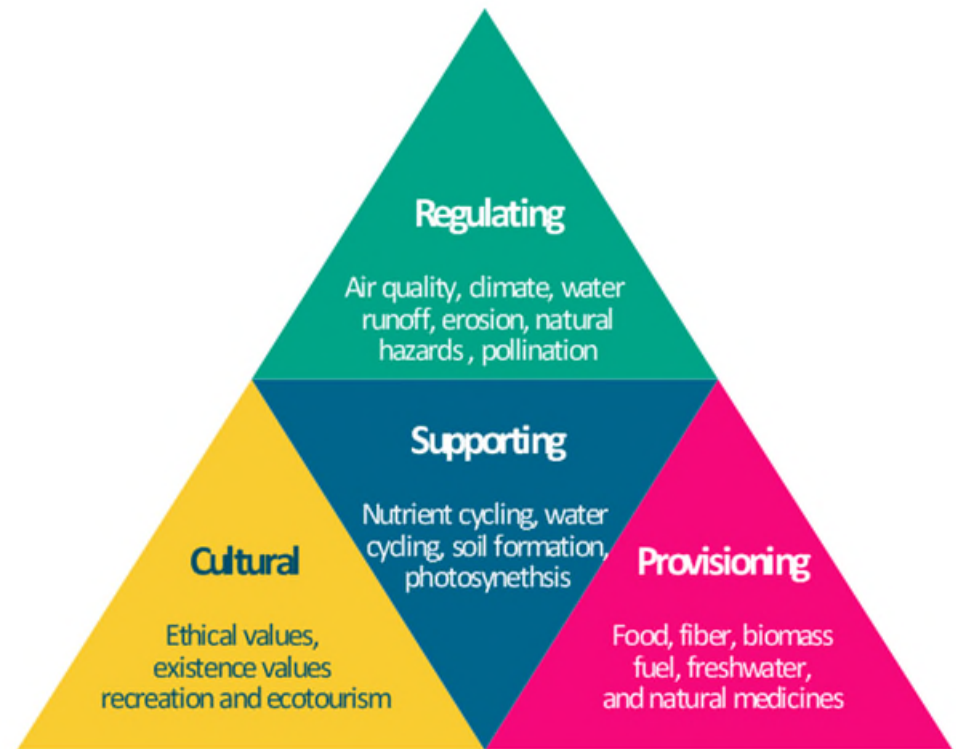 Regulating
Air quality, climate, water
runoff, erosion, natural
hazards , pollination
Supporting
Nutrient cycling, water
cycling, soil formation,
photosynethsis
Cultural
Ethical values,
existence values
recreation and ecotourism
Provisioning
Food, fiber, biomass
fuel, freshwater,
and natural medicines